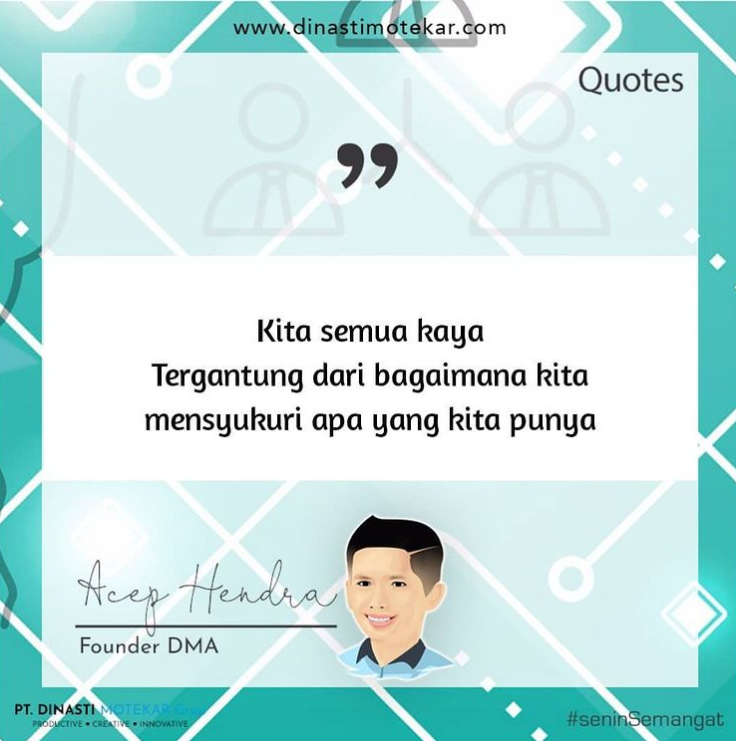 www.dinastimotekar.com
Quotes
”
Kita semua kaya
Tergantung dari bagaimana kita
mensyukuri apa yang kita punya
Acep Hendra
Founder DMA
PT. DINASTI MOTEKAR Grup
PRODUCTIVE • CREATIVE • INNOVATIVE
#seninSemangat